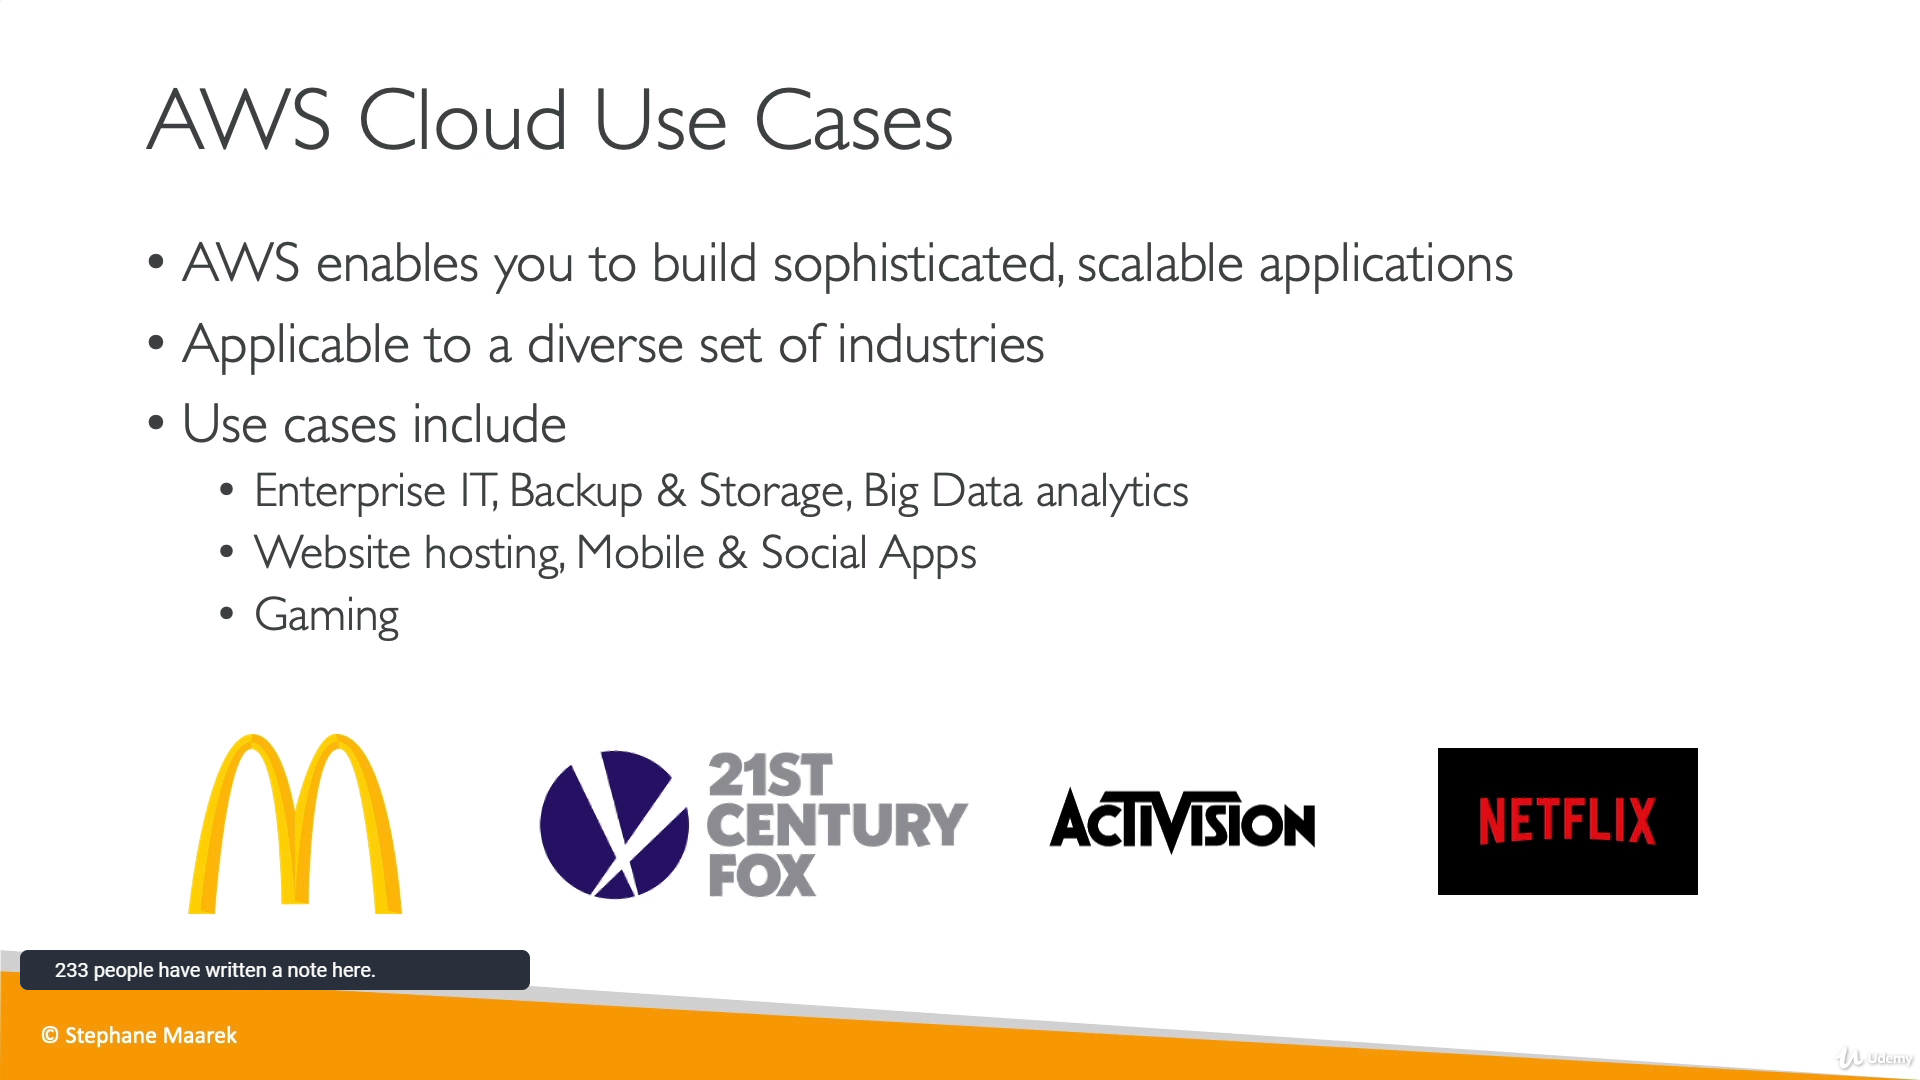 AWS Cloud Use Cases
• AWS enables you to build sophisticated, scalable applications
• Applicable to a diverse set of industries
• Use cases include
• Enterprise IT, Backup & Storage, Big Data analytics
• Website hosting, Mobile & Social Apps
• Gaming
21ST
CENTURY
FOX
ACTIVISION
NETFLIX
233 people have written a note here.
© Stephane Maarek
Udemy